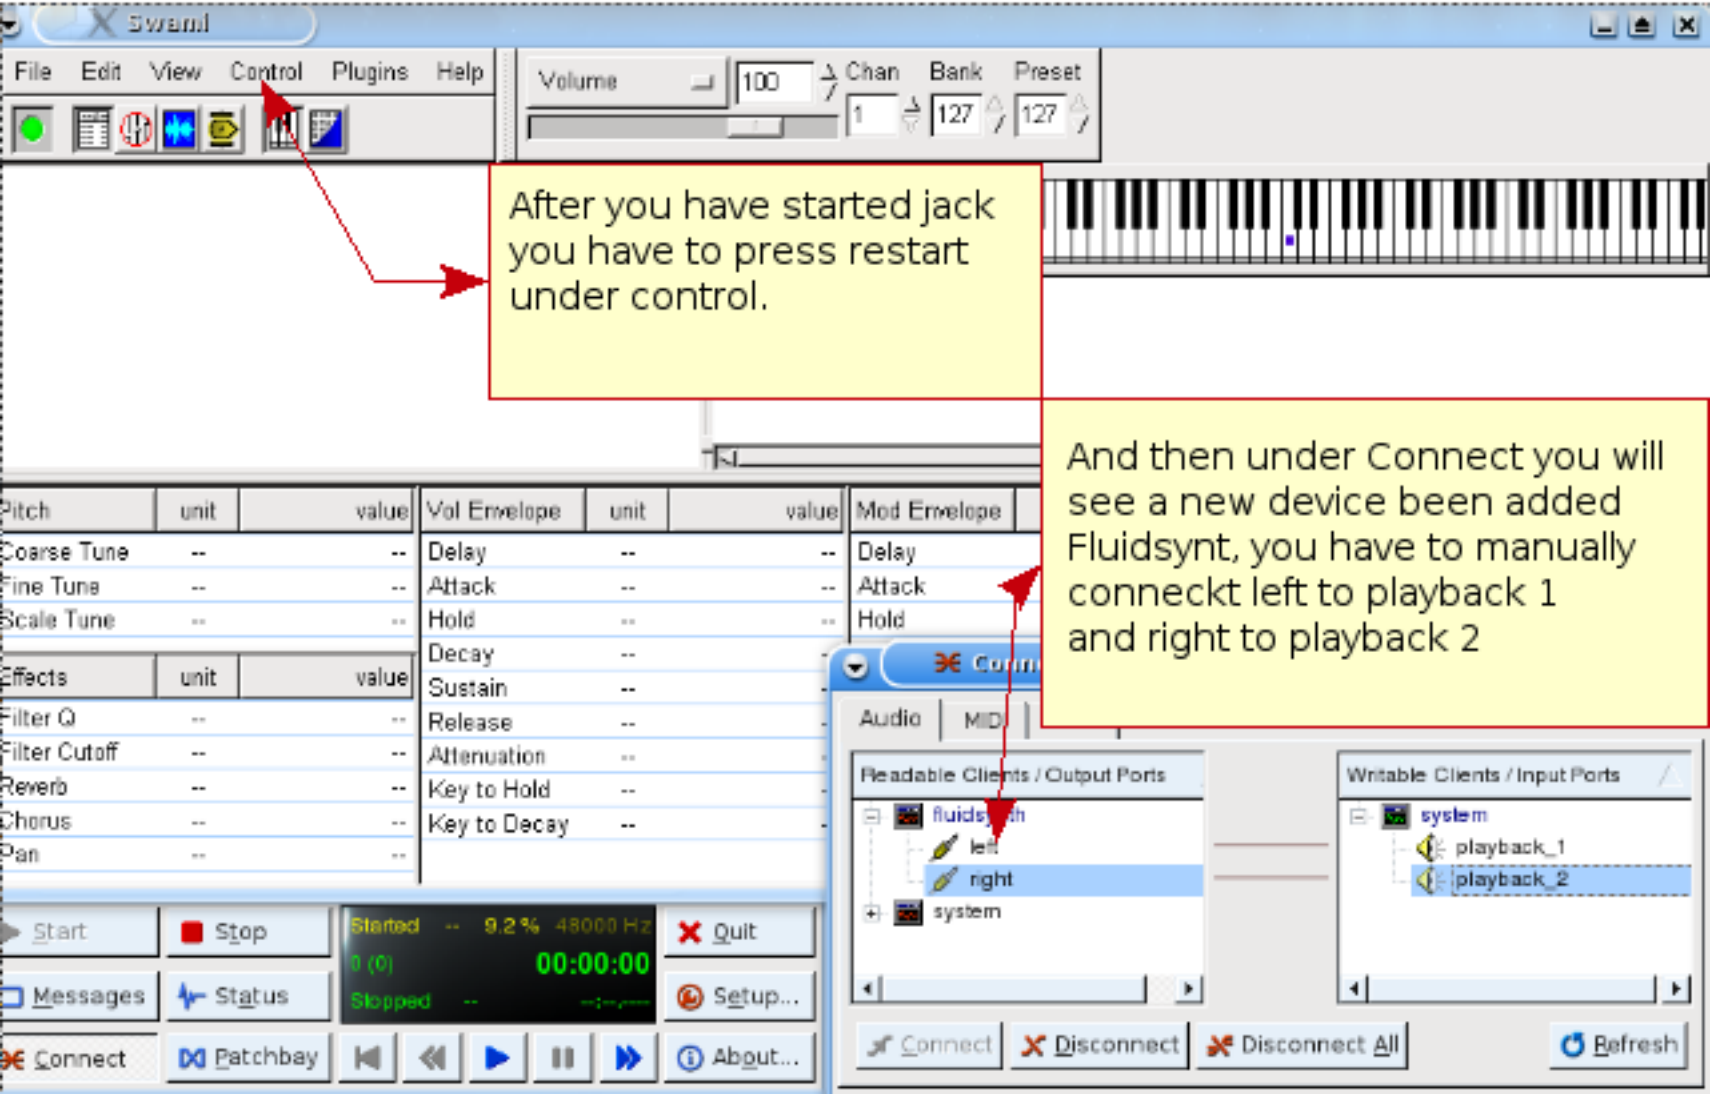 Swami
File Edit View Control Plugins Help
Volume 100 Chan Bank Preset
1 127 127
After you have started jack
you have to press restart
under control.
And then under Connect you will
see a new device been added
Fluidsynt, you have to manually
conneckt left to playback 1
and right to playback 2
Pitch unit value
Coarse Tune -- --
Fine Tune -- --
Scale Tune -- --
Effects unit value
Filter Q -- --
Filter Cutoff -- --
Reverb -- --
Chorus -- --
Pan -- --
Vol Envelope unit value
Delay -- --
Attack -- --
Hold -- --
Decay --
Sustain --
Release --
Attenuation --
Key to Hold --
Key to Decay --
Mod Envelope
Delay
Attack
Hold
Conn
Audio MIDI
Readable Clients / Output Ports
fluidsynth
left
right
system
Writable Clients / Input Ports
system
playback_1
playback_2
Connect Disconnect Disconnect All Refresh
Start Stop
Started -- 9.2 % 48000 Hz
0 (0) 00:00:00
Stopped -- --:--.----
Quit
Messages Status Setup...
Connect Patchbay About...